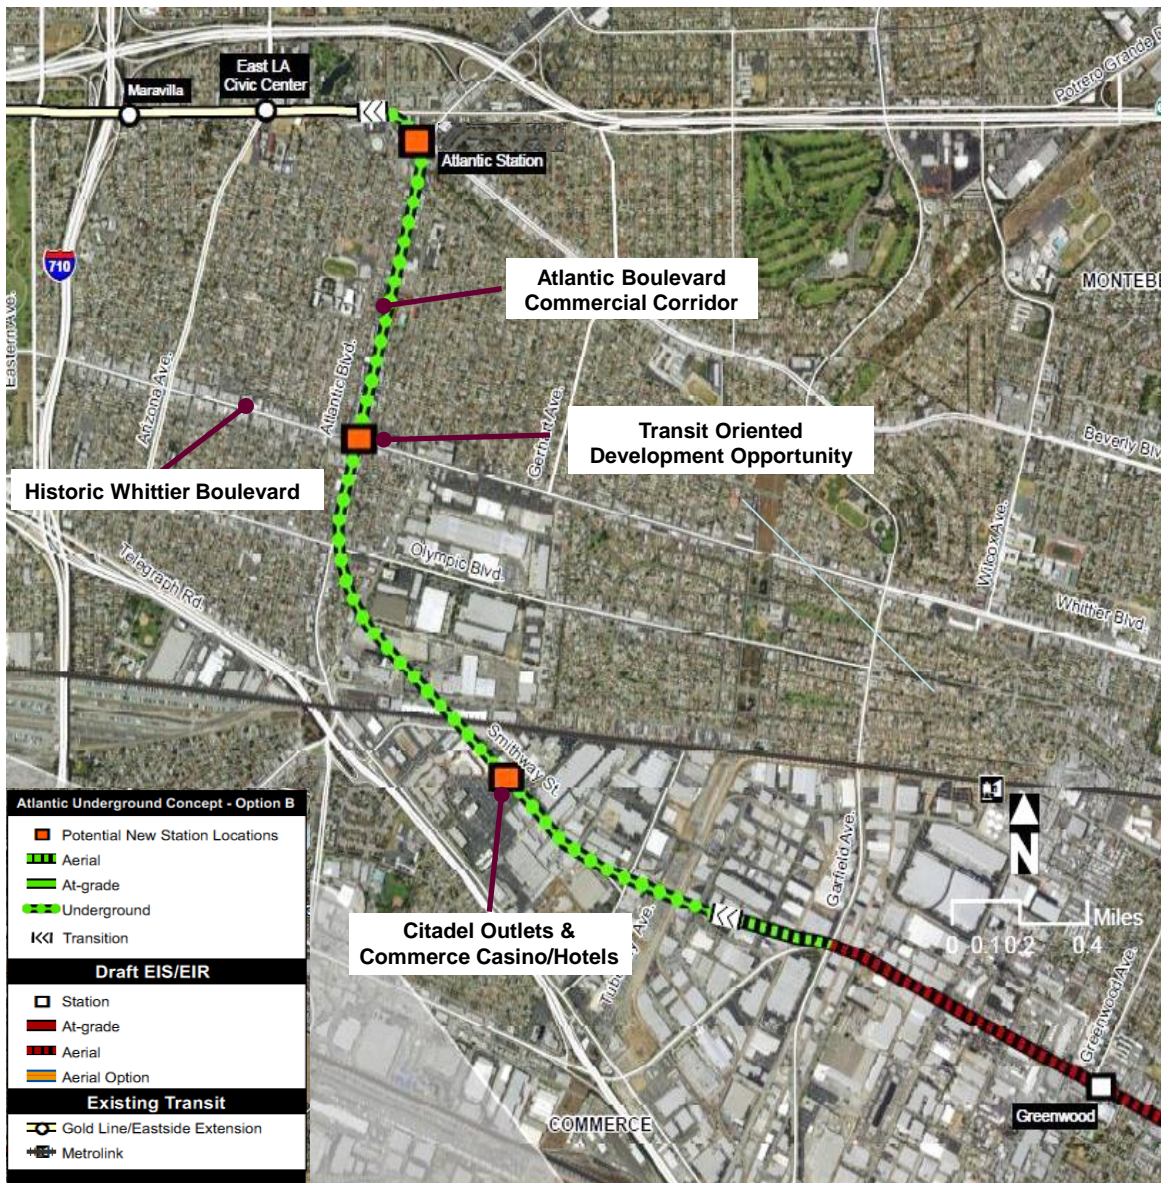 Potrero Grande D
East LA
Civic Center
Maravilla
Atlantic Station
710
Atlantic Boulevard
Commercial Corridor
MONTEBE
Eastern Ave.
Arizona Ave.
Atlantic Blvd.
Gerhart Ave.
Transit Oriented
Development Opportunity
Beverly Blv
Historic Whittier Boulevard
Olympic Blvd.
Telegraph Rd.
Wilcox Ave.
Whittier Blvd.
Smithway St.
Garfield Ave.
N
Miles
0 0.1 0.2 0.4
Citadel Outlets &
Commerce Casino/Hotels
Ave.
Greenwood Ave.
Greenwood
COMMERCE
Atlantic Underground Concept - Option B
Potential New Station Locations
Aerial
At-grade
Underground
Transition
Draft EIS/EIR
Station
At-grade
Aerial
Aerial Option
Existing Transit
Gold Line/Eastside Extension
Metrolink